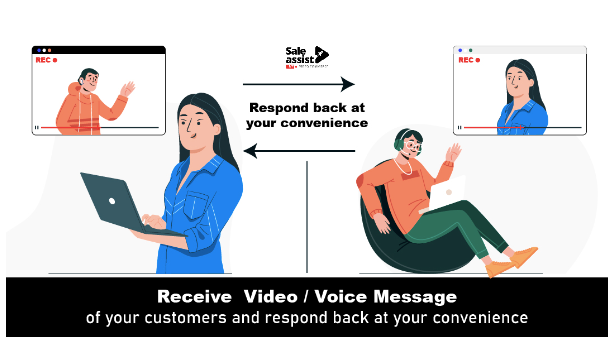 Sale
assist
REC
REC
Respond back at
your convenience
Receive Video / Voice Message
of your customers and respond back at your convenience